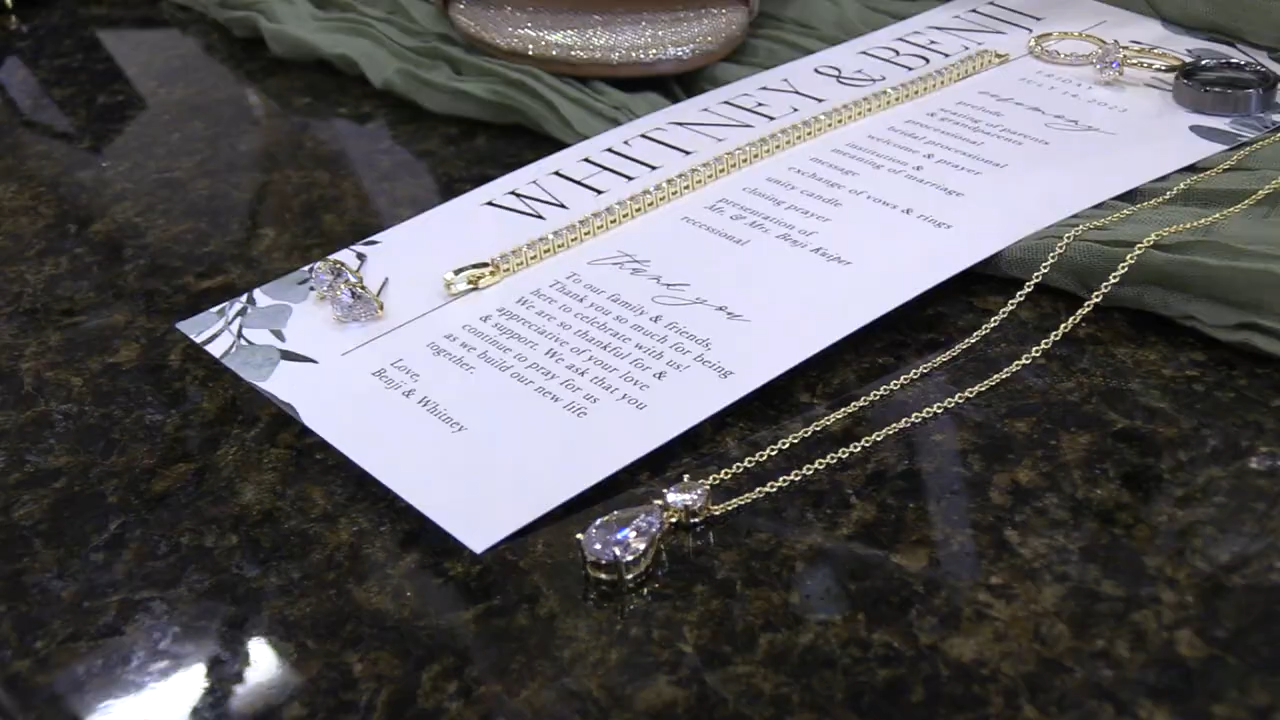 WHITNEY & BENJI
FRIDAY
JULY 14, 2023
ceremony
prelude
seating of parents
& grandparents
processional
bridal processional
welcome & prayer
institution &
meaning of marriage
message
exchange of vows & rings
unity candle
closing prayer
presentation of
Mr. & Mrs. Benji Kuiper
recessional
thank you
To our family & friends,
Thank you so much for being
here to celebrate with us!
We are so thankful for &
appreciative of your love
& support. We ask that you
continue to pray for us
as we build our new life
together.
Love,
Benji & Whitney